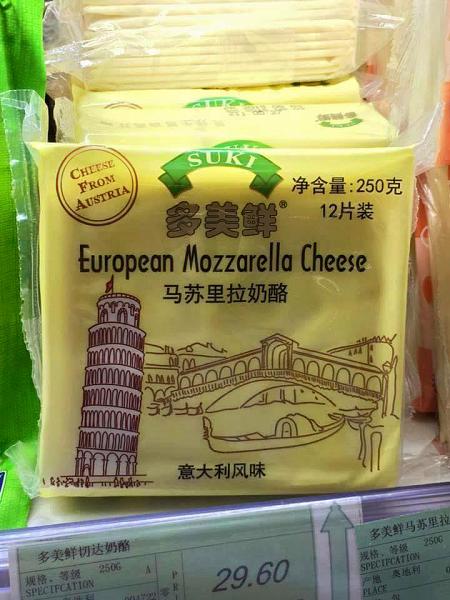 CHEESE
FROM
AUSTRIA
SUKI
多美鲜®
净含量:250克
12片装
European Mozzarella Cheese
马苏里拉奶酪
意大利风味
多美鲜切达奶酪
规格、等级 250G A
SPECIFCATION
29.60
多美鲜马苏里拉
规格、等级 250G
SPECIFCATION
产地 奥地利
PLACE